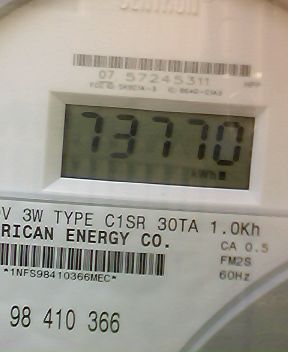 07 57245311
73770
kWh
V 3W TYPE C1SR 30TA 1.0Kh
RICAN ENERGY CO.
CA 0.5
FM2S
60Hz
*1NFS98410366MEC*
98 410 366